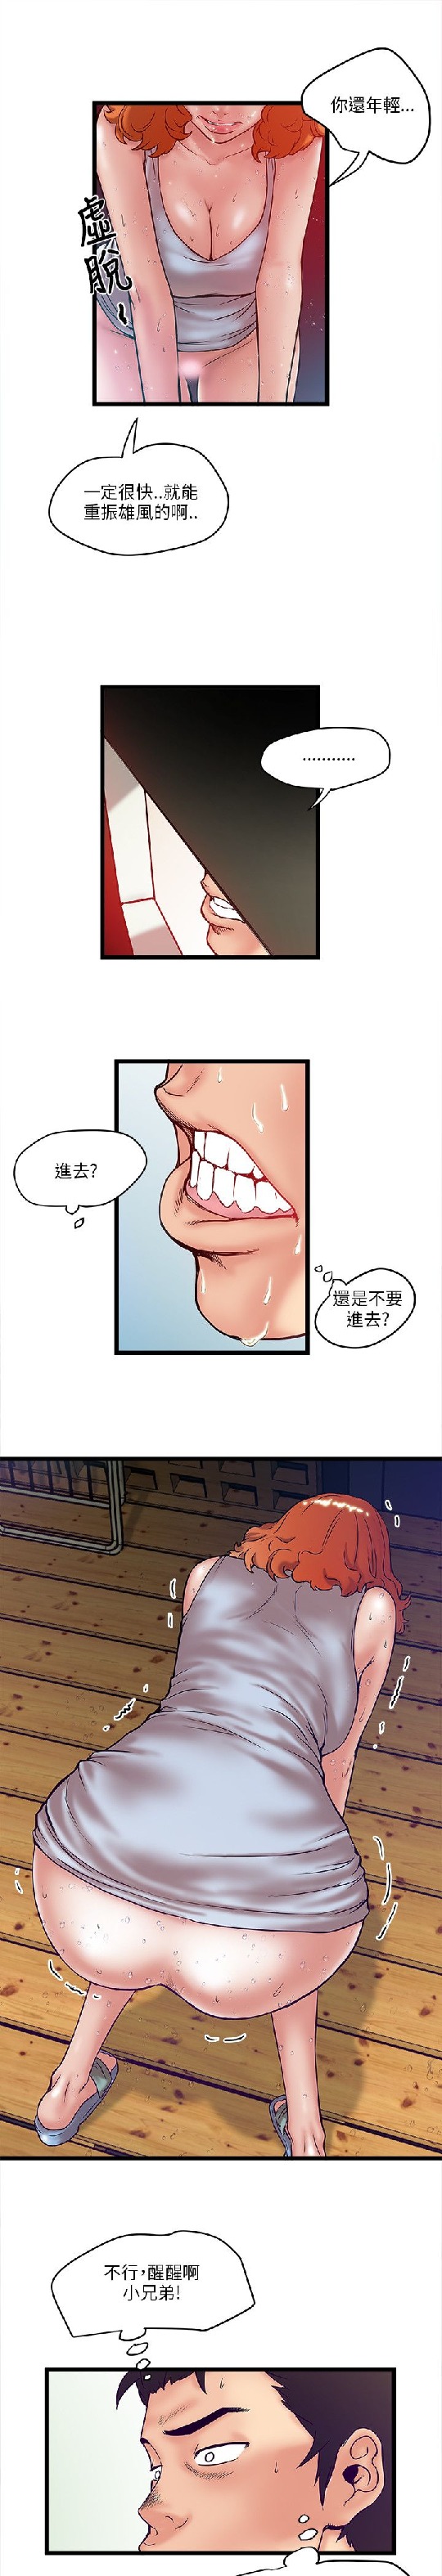 你還年輕...
虛脫
一定很快..就能
重振雄風的啊..
...........
進去?
還是不要
進去?
不行,醒醒啊
小兄弟!